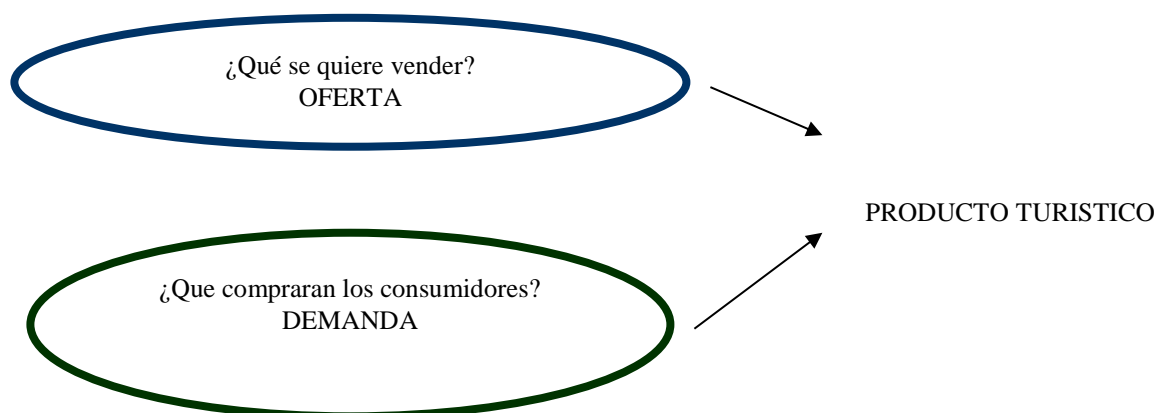 ¿Qué se quiere vender?
OFERTA
PRODUCTO TURISTICO
¿Que compraran los consumidores?
DEMANDA